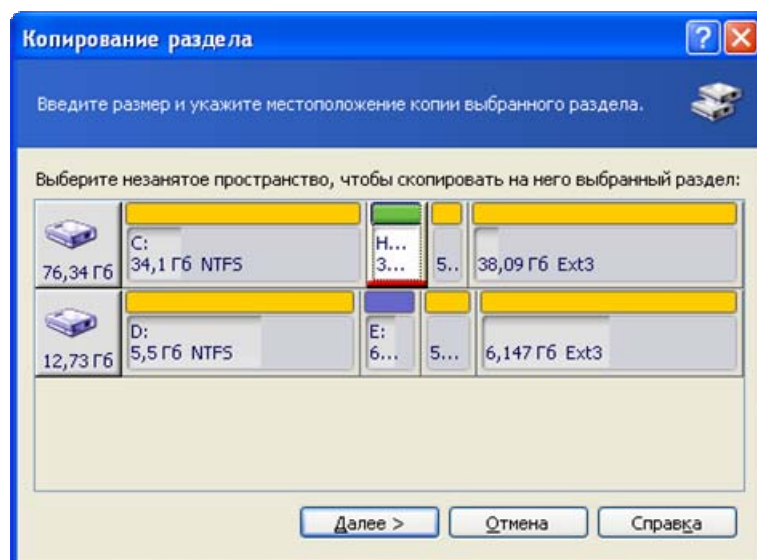 Копирование раздела
Введите размер и укажите местоположение копии выбранного раздела.
Выберите незанятое пространство, чтобы скопировать на него выбранный раздел:
76,34 Гб
C:
34,1 Гб NTFS
Н...
3...
5..
38,09 Гб Ext3
12,73 Гб
D:
5,5 Гб NTFS
E:
6...
5...
6,147 Гб Ext3
Далее >
Отмена
Справка